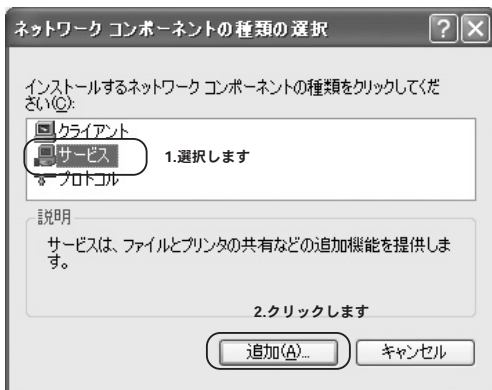 ネットワーク コンポーネントの種類の選択
インストールするネットワーク コンポーネントの種類をクリックしてくだ
さい(C):
クライアント
サービス
1.選択します
プロトコル
説明
サービスは、ファイルとプリンタの共有などの追加機能を提供しま
す。
2.クリックします
追加(A)...
キャンセル